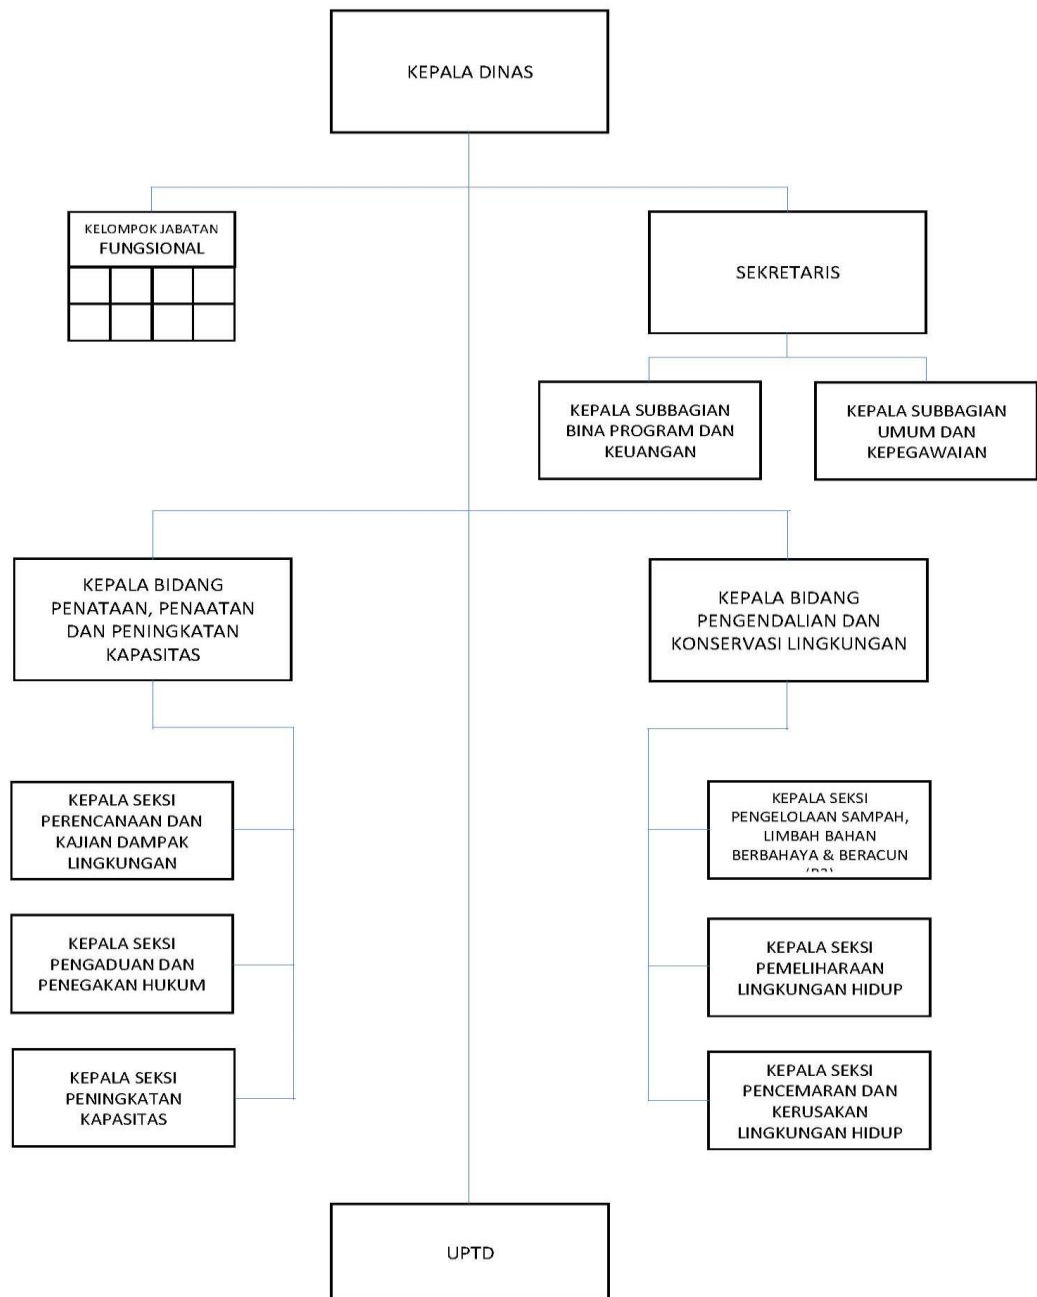 KEPALA DINAS
KELOMPOK JABATAN
FUNGSIONAL
SEKRETARIS
KEPALA SUBBAGIAN
BINA PROGRAM DAN
KEUANGAN
KEPALA SUBBAGIAN
UMUM DAN
KEPEGAWAIAN
KEPALA BIDANG
PENATAAN, PENAATAN
DAN PENINGKATAN
KAPASITAS
KEPALA BIDANG
PENGENDALIAN DAN
KONSERVASI LINGKUNGAN
KEPALA SEKSI
PERENCANAAN DAN
KAJIAN DAMPAK
LINGKUNGAN
KEPALA SEKSI
PENGELOLAAN SAMPAH,
LIMBAH BAHAN
BERBAHAYA & BERACUN
KEPALA SEKSI
PENGADUAN DAN
PENEGAKAN HUKUM
KEPALA SEKSI
PEMELIHARAAN
LINGKUNGAN HIDUP
KEPALA SEKSI
PENINGKATAN
KAPASITAS
KEPALA SEKSI
PENCEMARAN DAN
KERUSAKAN
LINGKUNGAN HIDUP
UPTD